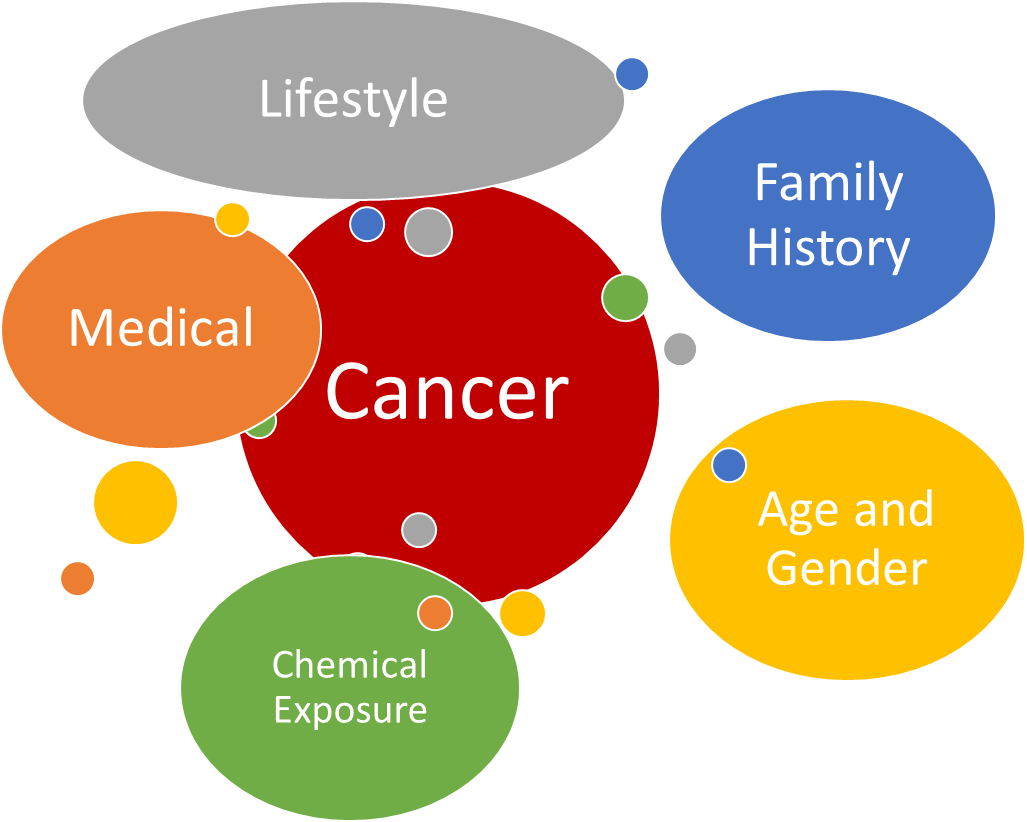 Lifestyle
Family
History
Medical
Cancer
Age and
Gender
Chemical
Exposure